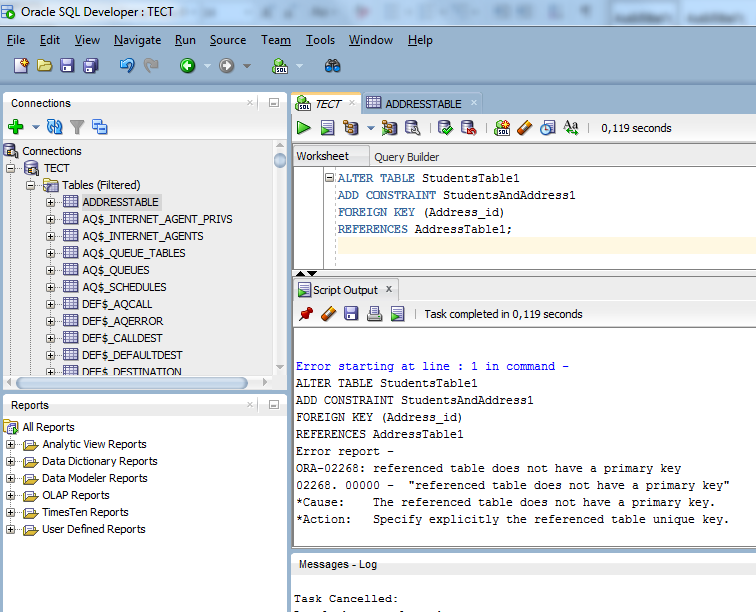 Oracle SQL Developer : TECT
File Edit View Navigate Run Source Team Tools Window Help
Connections
Connections
TECT
Tables (Filtered)
ADDRESSTABLE
AQ$_INTERNET_AGENT_PRIVS
AQ$_INTERNET_AGENTS
AQ$_QUEUE_TABLES
AQ$_QUEUES
AQ$_SCHEDULES
DEF$_AQCALL
DEF$_AQERROR
DEF$_CALLDEST
DEF$_DEFAULTDEST
DEF$_DESTINATION
Reports
All Reports
Analytic View Reports
Data Dictionary Reports
Data Modeler Reports
OLAP Reports
TimesTen Reports
User Defined Reports
TECT ADDRESSTABLE
0,119 seconds
Worksheet Query Builder
ALTER TABLE StudentsTable1
ADD CONSTRAINT StudentsAndAddress1
FOREIGN KEY (Address_id)
REFERENCES AddressTable1;
Script Output
Task completed in 0,119 seconds
Error starting at line : 1 in command -
ALTER TABLE StudentsTable1
ADD CONSTRAINT StudentsAndAddress1
FOREIGN KEY (Address_id)
REFERENCES AddressTable1
Error report -
ORA-02268: referenced table does not have a primary key
02268. 00000 -  "referenced table does not have a primary key"
*Cause:    The referenced table does not have a primary key.
*Action:   Specify explicitly the referenced table unique key.
Messages - Log
Task Cancelled: